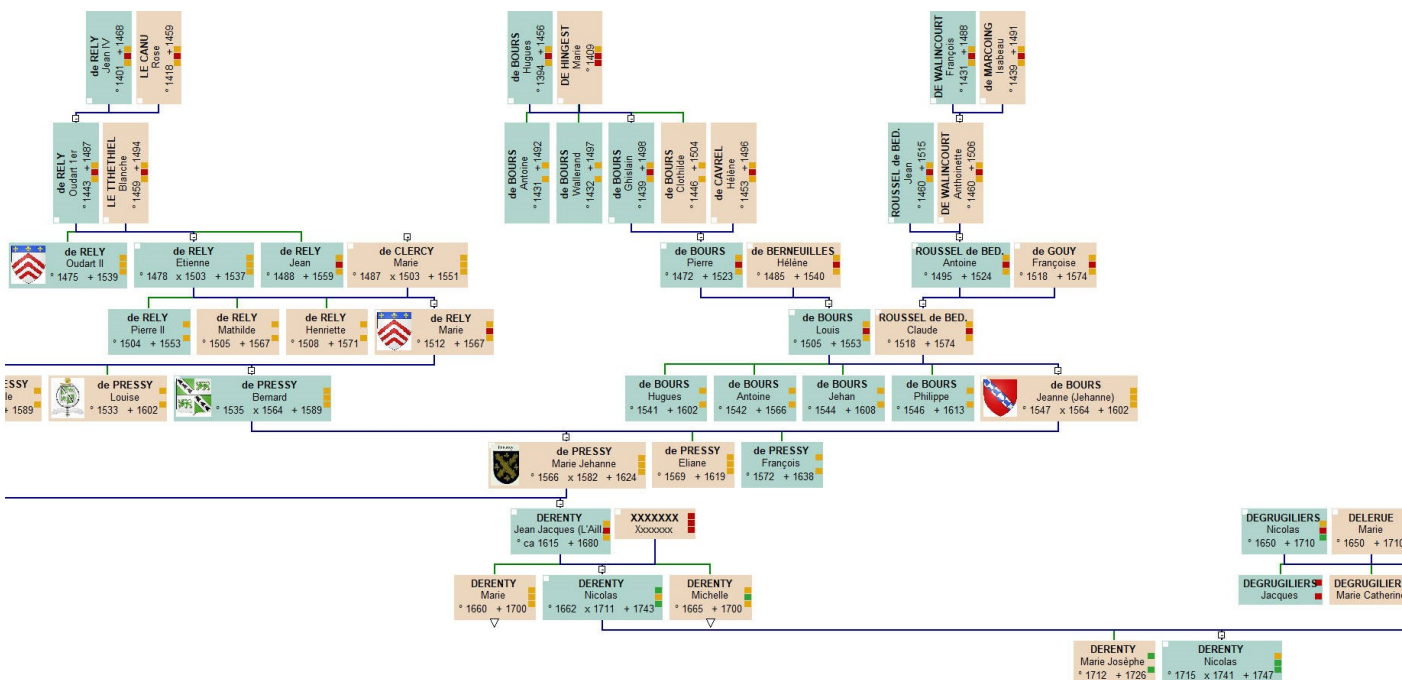 de RELY
Jean IV
° 1401 + 1468
LE CANU
Rose
° 1418 + 1459
de BOURS
Hugues
° 1394 + 1456
DE HINGEST
Marie
° 1409
DE WALINCOURT
François
° 1431 + 1488
de MARCOING
Isabeau
° 1439 + 1491
de RELY
Oudart 1er
° 1443 + 1487
LE TTHETHIEL
Blanche
° 1459 + 1494
de BOURS
Antoine
° 1431 + 1492
de BOURS
Wallerand
° 1432 + 1497
de BOURS
Ghislain
° 1439 + 1498
de BOURS
Clothilde
° 1446 + 1504
de CAVREL
Hélène
° 1453 + 1496
ROUSSEL de BED.
Jean
° 1460 + 1515
DE WALINCOURT
Anthoinette
° 1460 + 1506
de RELY
Oudart II
° 1475 + 1539
de RELY
Etienne
° 1478 x 1503 + 1537
de RELY
Jean
° 1488 + 1559
de CLERCY
Marie
° 1487 x 1503 + 1551
de BOURS
Pierre
° 1472 + 1523
de BERNEUILLES
Hélène
° 1485 + 1540
ROUSSEL de BED.
Antoine
° 1495 + 1524
de GOUY
Françoise
° 1518 + 1574
de RELY
Pierre II
° 1504 + 1553
de RELY
Mathilde
° 1505 + 1567
de RELY
Henriette
° 1508 + 1571
de RELY
Marie
° 1512 + 1567
de BOURS
Louis
° 1505 + 1553
ROUSSEL de BED.
Claude
° 1518 + 1574
ESSY
le
+ 1589
de PRESSY
Louise
° 1533 + 1602
de PRESSY
Bernard
° 1535 x 1564 + 1589
de BOURS
Hugues
° 1541 + 1602
de BOURS
Antoine
° 1542 + 1566
de BOURS
Jehan
° 1544 + 1608
de BOURS
Philippe
° 1546 + 1613
de BOURS
Jeanne (Jehanne)
° 1547 x 1564 + 1602
de PRESSY
Marie Jehanne
° 1566 x 1582 + 1624
de PRESSY
Eliane
° 1569 + 1619
de PRESSY
François
° 1572 + 1638
DERENTY
Jean Jacques (L'Aill
° ca 1615 + 1680
XXXXXXX
Xxxxxxx
DEGRUGILIERS
Nicolas
° 1650 + 1710
DELERUE
Marie
° 1650 + 1710
DERENTY
Marie
° 1660 + 1700
DERENTY
Nicolas
° 1662 x 1711 + 1743
DERENTY
Michelle
° 1665 + 1700
DEGRUGILIERS
Jacques
DEGRUGILIER
Marie Catherine
DERENTY
Marie Josèphe
° 1712 + 1726
DERENTY
Nicolas
° 1715 x 1741 + 1747